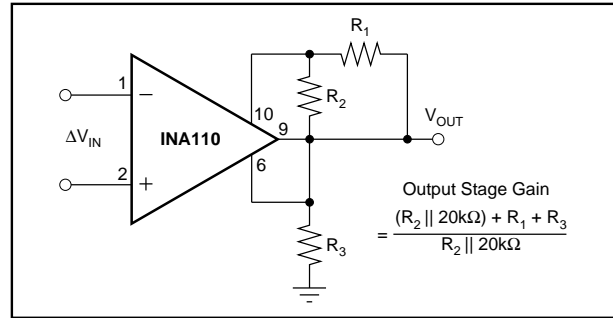 R1
1
−
10
R2
VOUT
ΔVIN
INA110
9
6
2
+
Output Stage Gain
R3
= (R2 || 20kΩ) + R1 + R3
R2 || 20kΩ